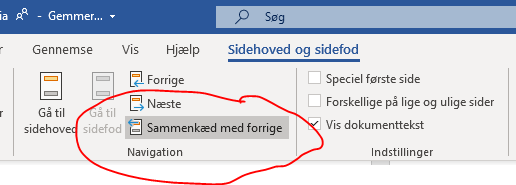 ia - Gemmer... Søg
Gennemse Vis Hjælp Sidehoved og sidefod
Gå til sidehoved
Gå til sidefod
Forrige
Næste
Sammenkæd med forrige
Navigation
Speciel første side
Forskellige på lige og ulige sider
Vis dokumenttekst
Indstillinger